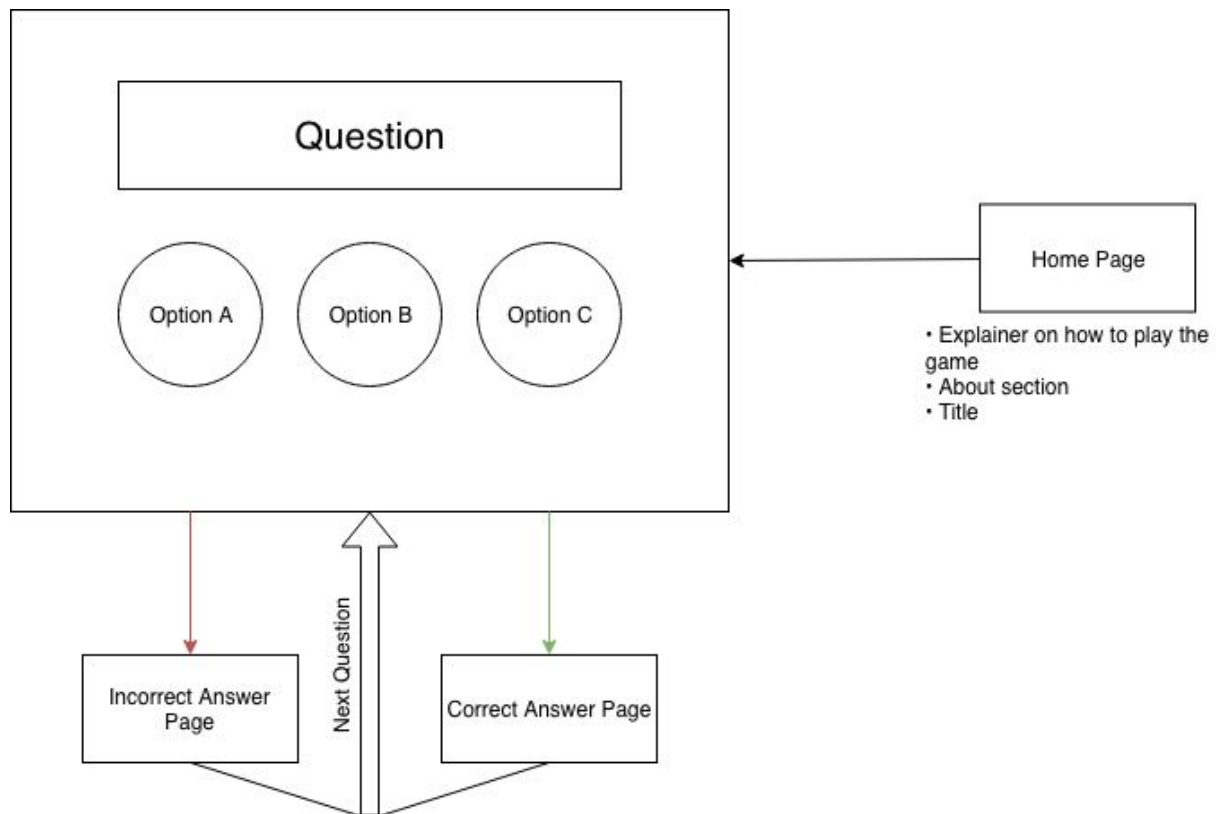 Question
Option A
Option B
Option C
Home Page
• Explainer on how to play the
game
• About section
• Title
Next Question
Incorrect Answer
Page
Correct Answer Page